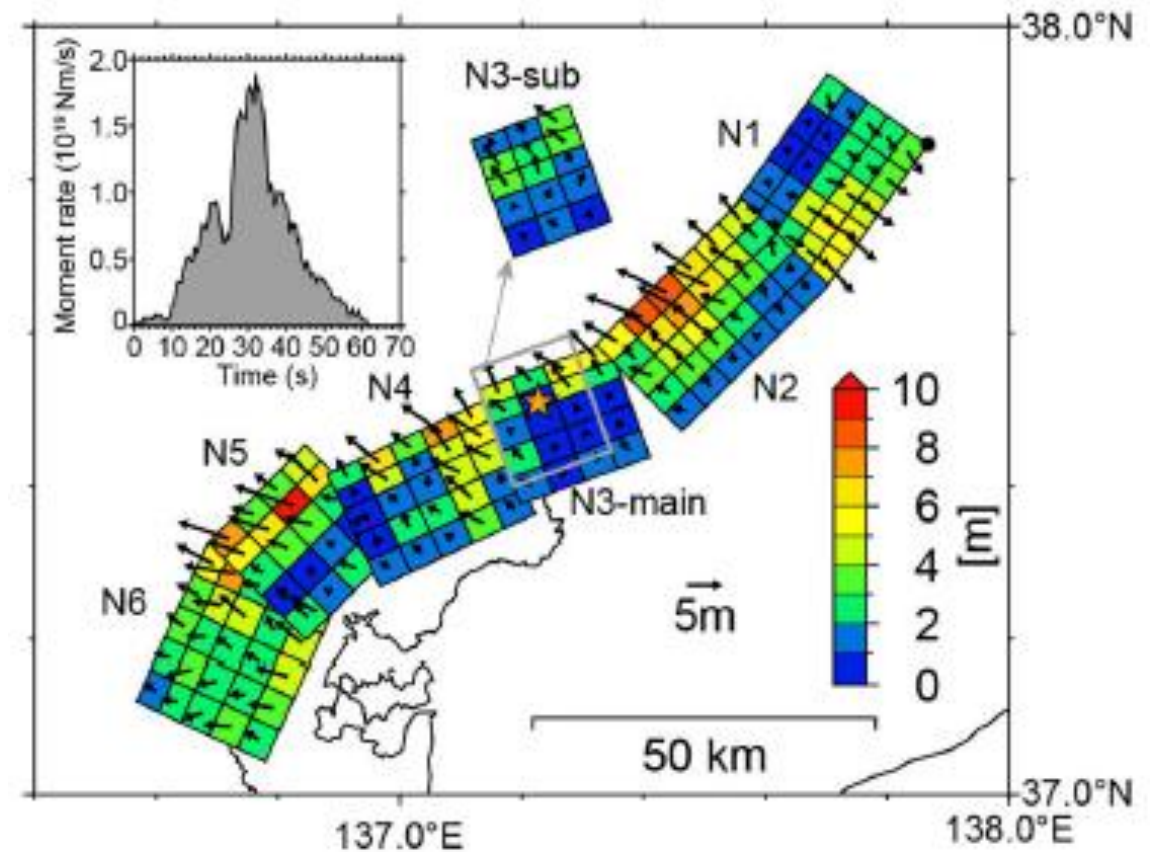 38.0°N
2.0
1.5
1.0
0.5
0
Moment rate (10¹⁹ Nm/s)
0 10 20 30 40 50 60 70
Time (s)
N3-sub
N1
N2
N4
N5
N3-main
N6
5m
10
8
6
4
2
0
[m]
50 km
37.0°N
137.0°E
138.0°E